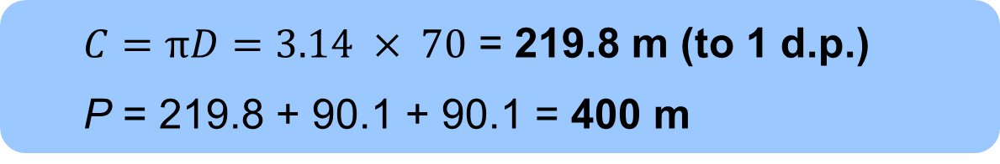 C = πD = 3.14 × 70 = 219.8 m (to 1 d.p.)
P = 219.8 + 90.1 + 90.1 = 400 m